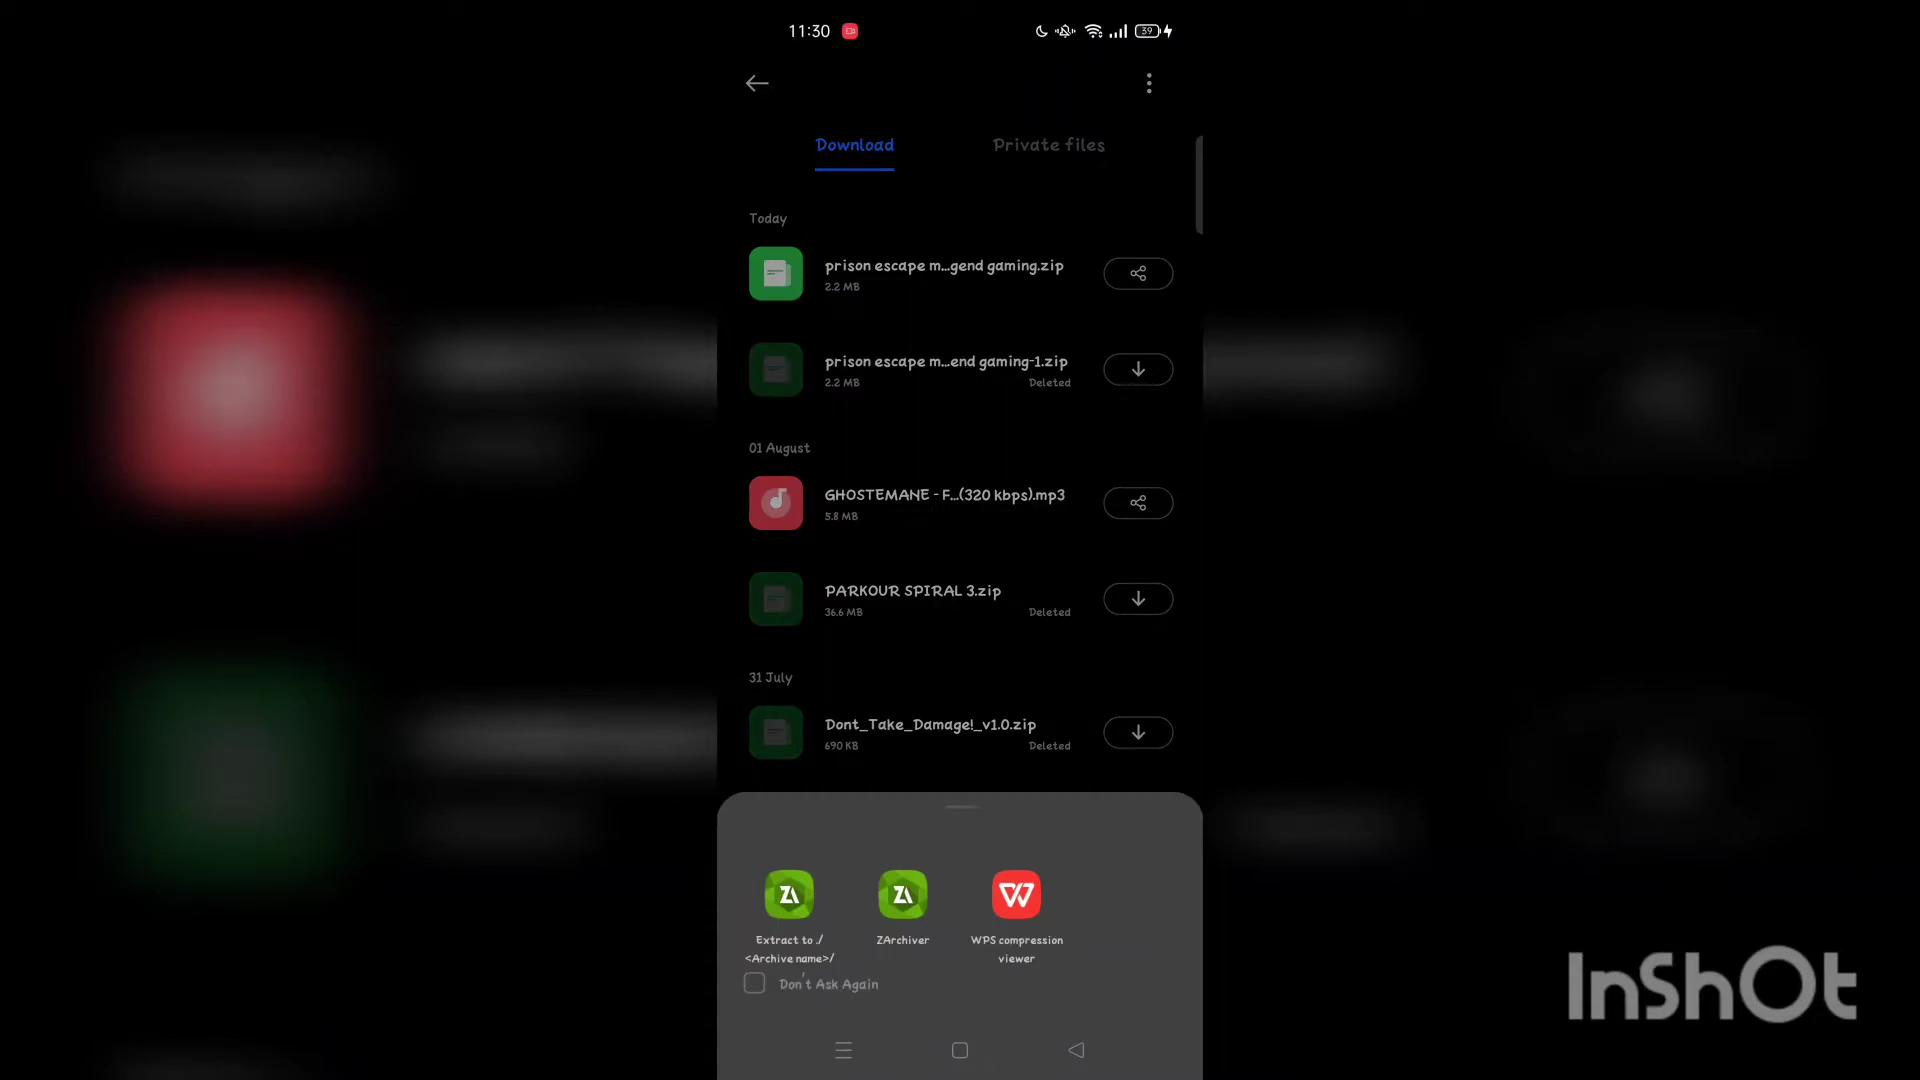 11:30
39
Download
Private files
Today
prison escape m...gend gaming.zip
2.2 MB
prison escape m...end gaming-1.zip
2.2 MB
Deleted
01 August
GHOSTEMANE - F...(320 kbps).mp3
5.8 MB
PARKOUR SPIRAL 3.zip
36.6 MB
Deleted
31 July
Dont_Take_Damage!_v1.0.zip
690 KB
Deleted
ZA
ZA
W
Extract to ./
<Archive name>/
ZArchiver
WPS compression
viewer
Don't Ask Again
InShOt